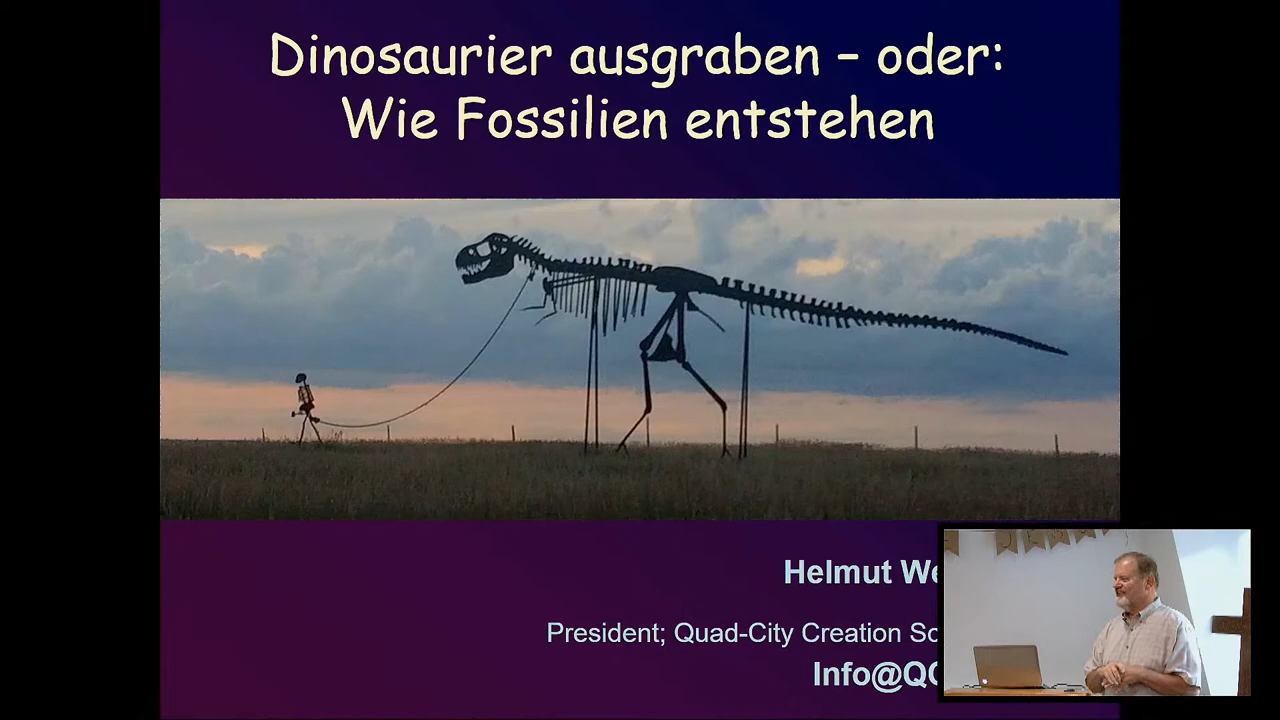 Dinosaurier ausgraben – oder:
Wie Fossilien entstehen
Helmut
President; Quad-City Creation